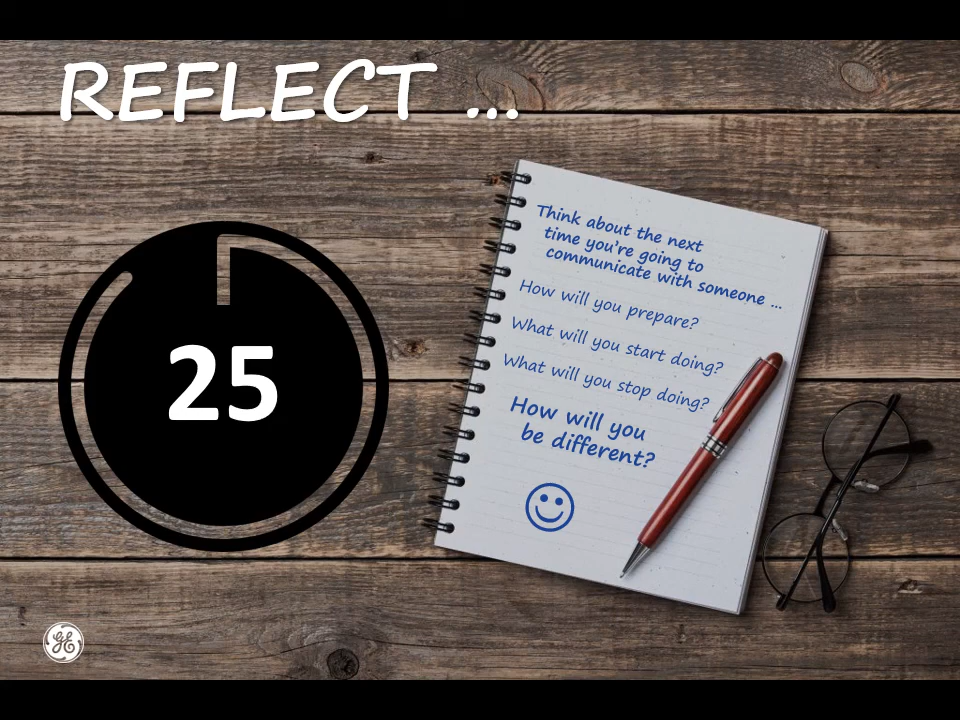 REFLECT ...
25
Think about the next
time you're going to
communicate with someone ...
How will you prepare?
What will you start doing?
What will you stop doing?
How will you
be different?
GE